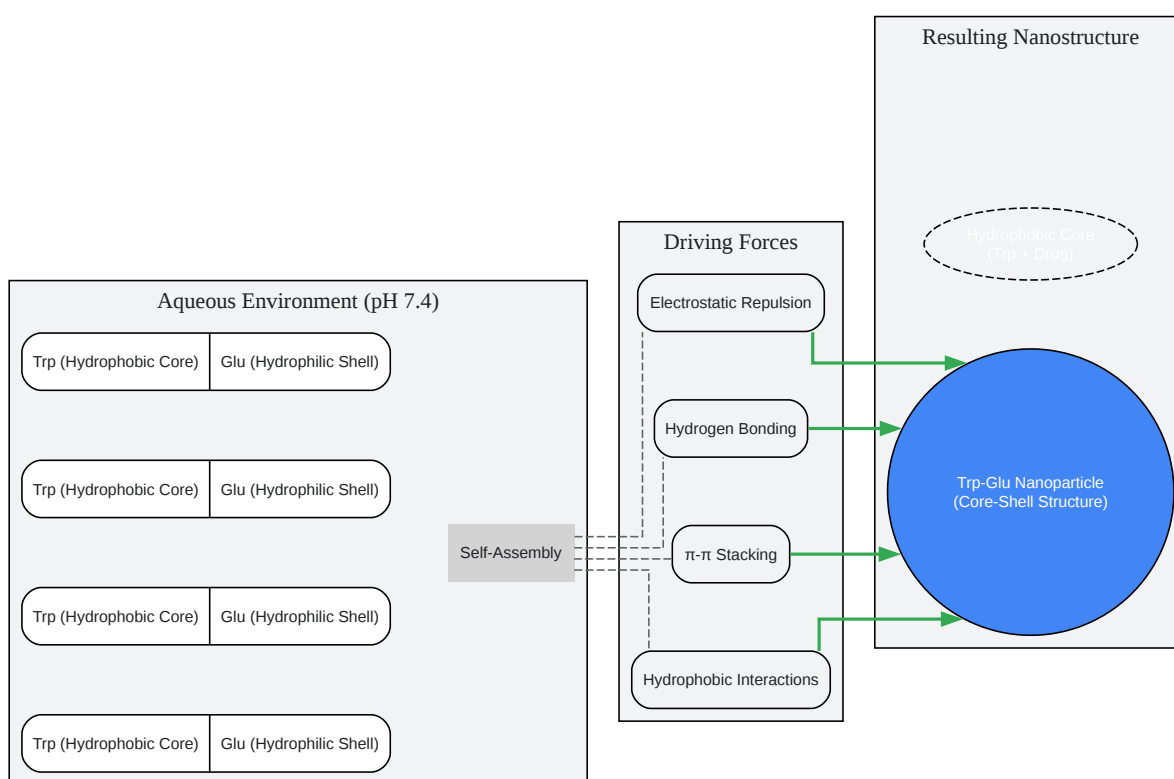 Aqueous Environment (pH 7.4)
Trp (Hydrophobic Core) Glu (Hydrophilic Shell)
Trp (Hydrophobic Core) Glu (Hydrophilic Shell)
Trp (Hydrophobic Core) Glu (Hydrophilic Shell)
Trp (Hydrophobic Core) Glu (Hydrophilic Shell)
Self-Assembly
Driving Forces
Electrostatic Repulsion
Hydrogen Bonding
π-π Stacking
Hydrophobic Interactions
Resulting Nanostructure
Hydrophobic Core
(Trp + Drug)
Trp-Glu Nanoparticle
(Core-Shell Structure)